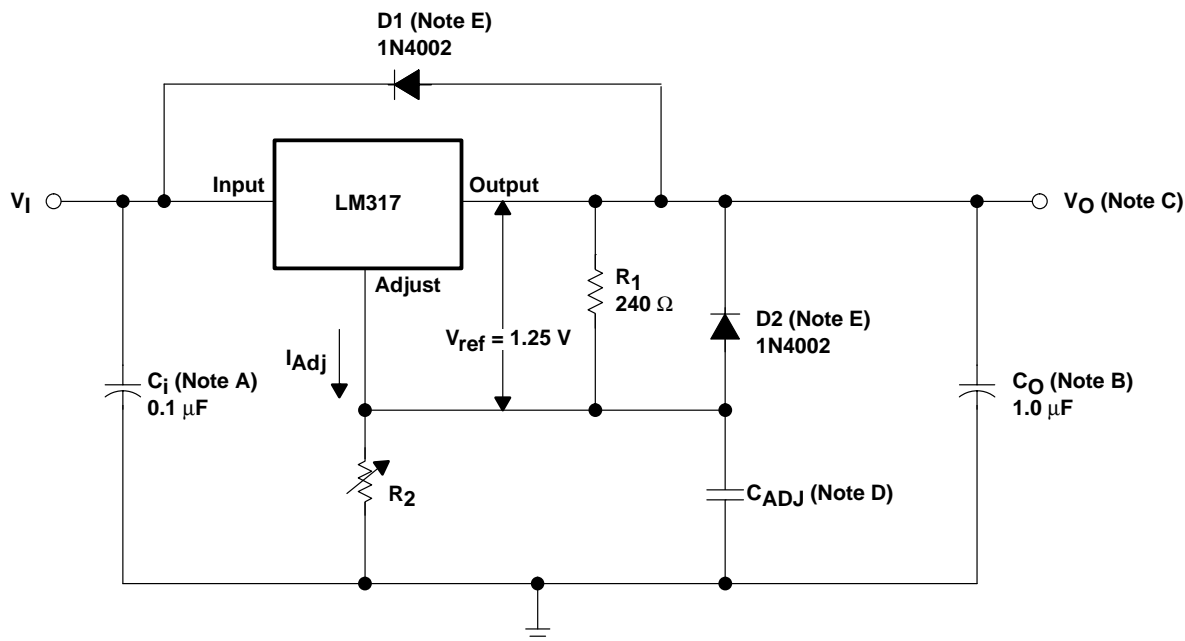 D1 (Note E)
1N4002
Input
LM317
Output
VI
VO (Note C)
Adjust
R1
240 Ω
D2 (Note E)
1N4002
Vref = 1.25 V
IAdj
Ci (Note A)
0.1 μF
CO (Note B)
1.0 μF
R2
CADJ (Note D)